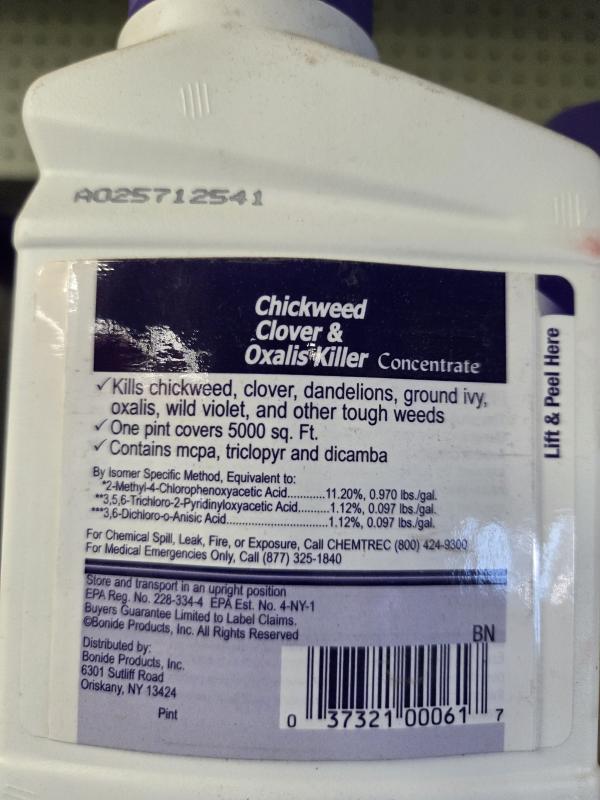 A025712541
Chickweed
Clover &
Oxalis Killer Concentrate
✓Kills chickweed, clover, dandelions, ground ivy,
oxalis, wild violet, and other tough weeds
✓One pint covers 5000 sq. Ft.
✓Contains mcpa, triclopyr and dicamba
By Isomer Specific Method, Equivalent to:
*2-Methyl-4-Chlorophenoxyacetic Acid............11.20%, 0.970 lbs./gal.
**3,5,6-Trichloro-2-Pyridinyloxyacetic Acid..........1.12%, 0.097 lbs./gal.
***3,6-Dichloro-o-Anisic Acid.......................................1.12%, 0.097 lbs./gal.
For Chemical Spill, Leak, Fire, or Exposure, Call CHEMTREC (800) 424-9300
For Medical Emergencies Only, Call (877) 325-1840
Store and transport in an upright position
EPA Reg. No. 228-334-4 EPA Est. No. 4-NY-1
Buyers Guarantee Limited to Label Claims.
©Bonide Products, Inc. All Rights Reserved
Distributed by:
Bonide Products, Inc.
6301 Sutliff Road
Oriskany, NY 13424
Pint
BN
0 37321 00061 7
Lift & Peel Here